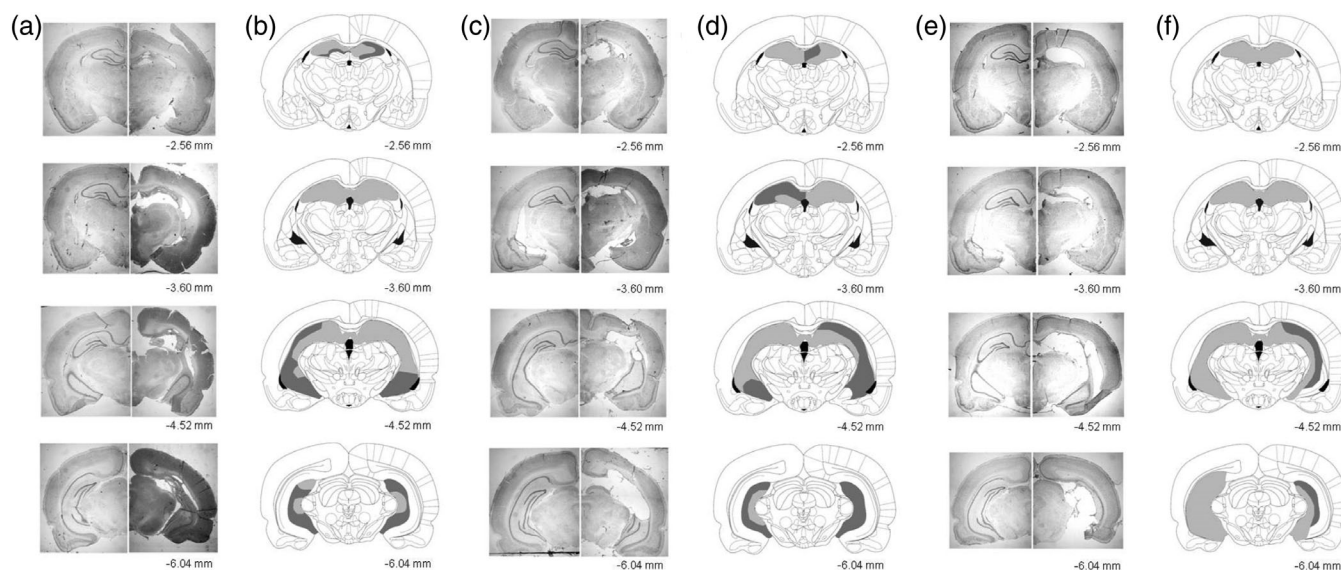 (a) (b) (c) (d) (e) (f)
-2.56 mm -2.56 mm -2.56 mm -2.56 mm -2.56 mm -2.56 mm
-3.60 mm -3.60 mm -3.60 mm -3.60 mm -3.60 mm -3.60 mm
-4.52 mm -4.52 mm -4.52 mm -4.52 mm -4.52 mm -4.52 mm
-6.04 mm -6.04 mm -6.04 mm -6.04 mm -6.04 mm -6.04 mm